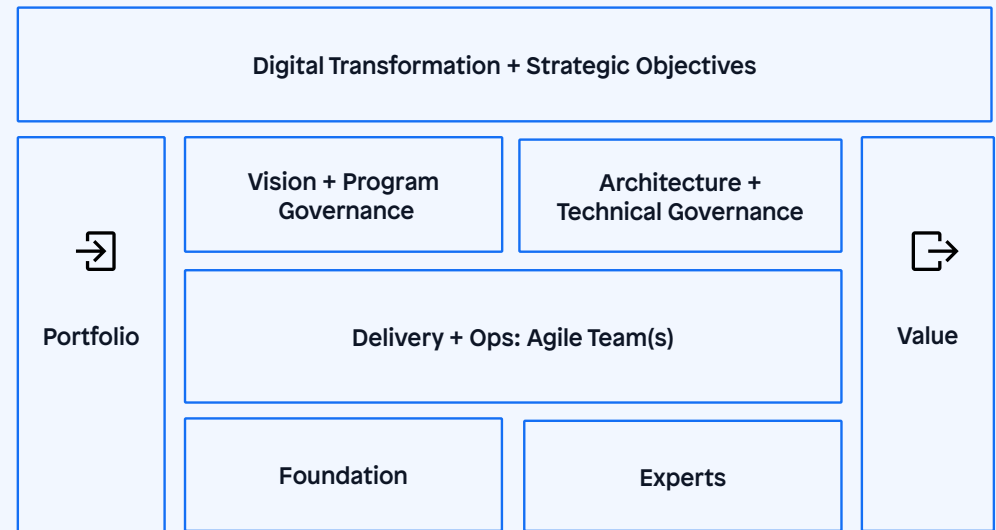 Digital Transformation + Strategic Objectives
Vision + Program
Governance
Architecture +
Technical Governance
Portfolio
Delivery + Ops: Agile Team(s)
Value
Foundation
Experts